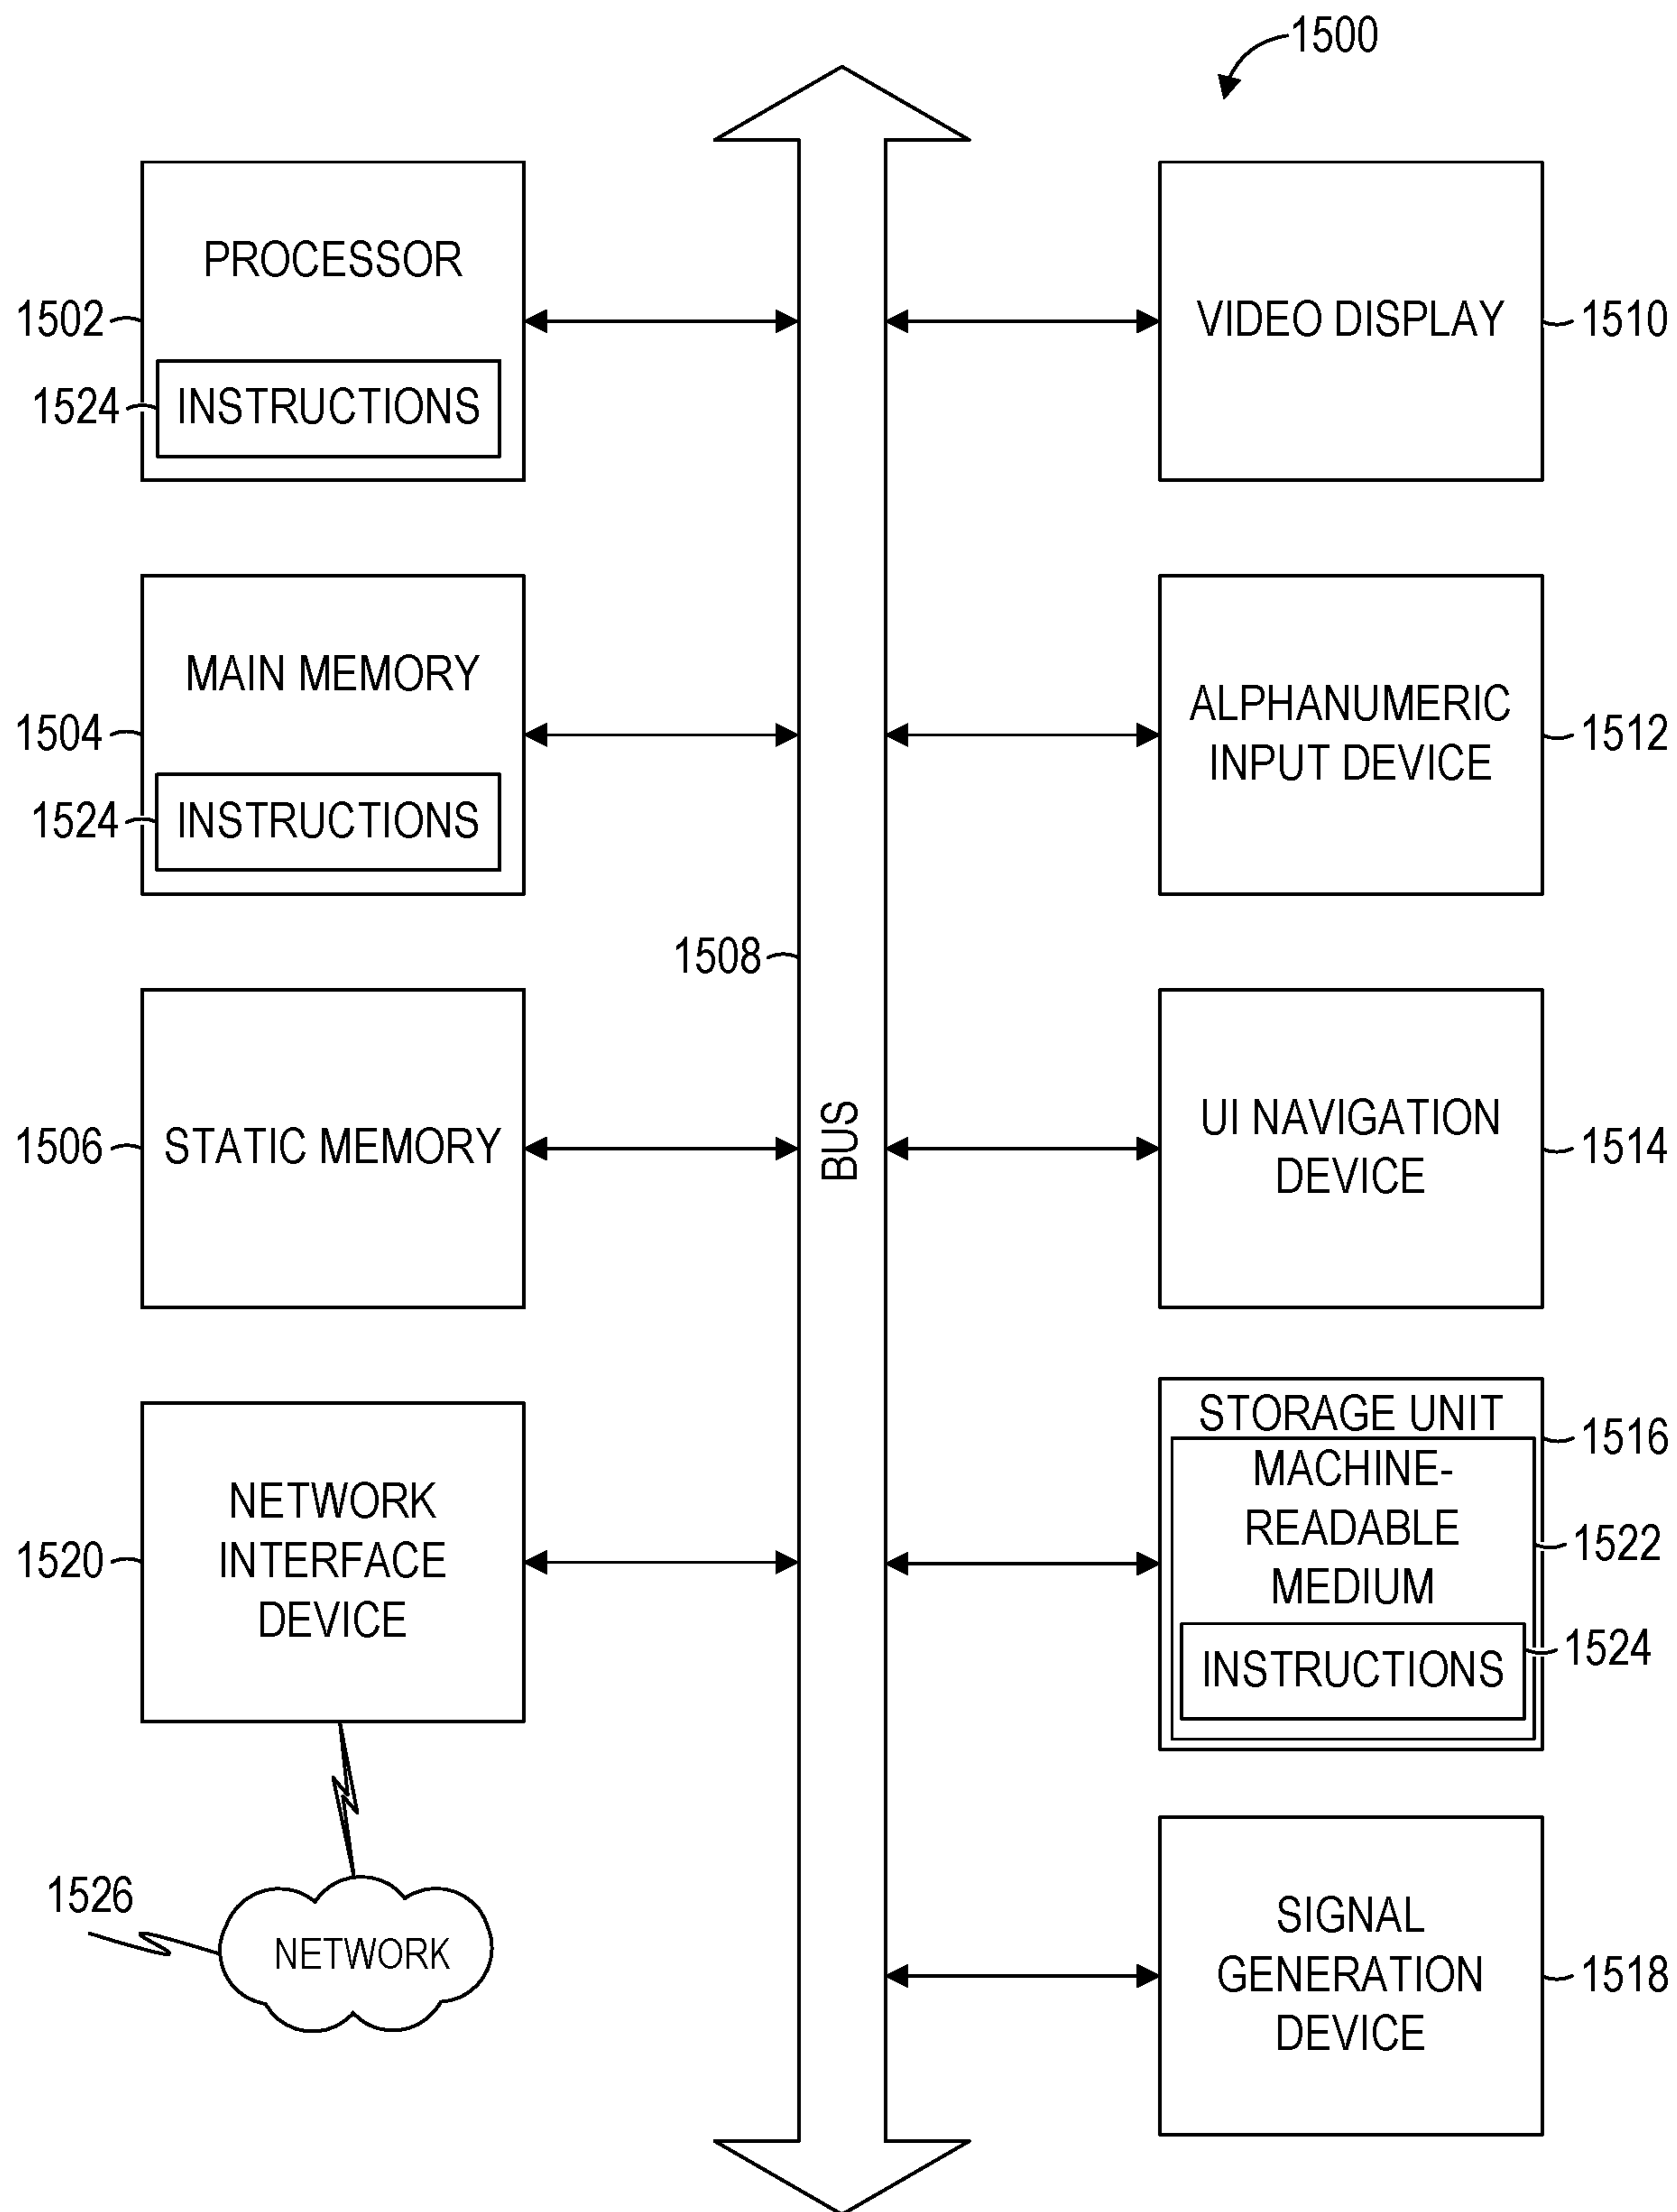 1500
PROCESSOR
1502
1524
INSTRUCTIONS
MAIN MEMORY
1504
1524
INSTRUCTIONS
1508
1506
STATIC MEMORY
BUS
NETWORK
INTERFACE
DEVICE
1520
1526
NETWORK
VIDEO DISPLAY
1510
ALPHANUMERIC
INPUT DEVICE
1512
UI NAVIGATION
DEVICE
1514
STORAGE UNIT
1516
MACHINE-
READABLE
MEDIUM
1522
INSTRUCTIONS
1524
SIGNAL
GENERATION
DEVICE
1518